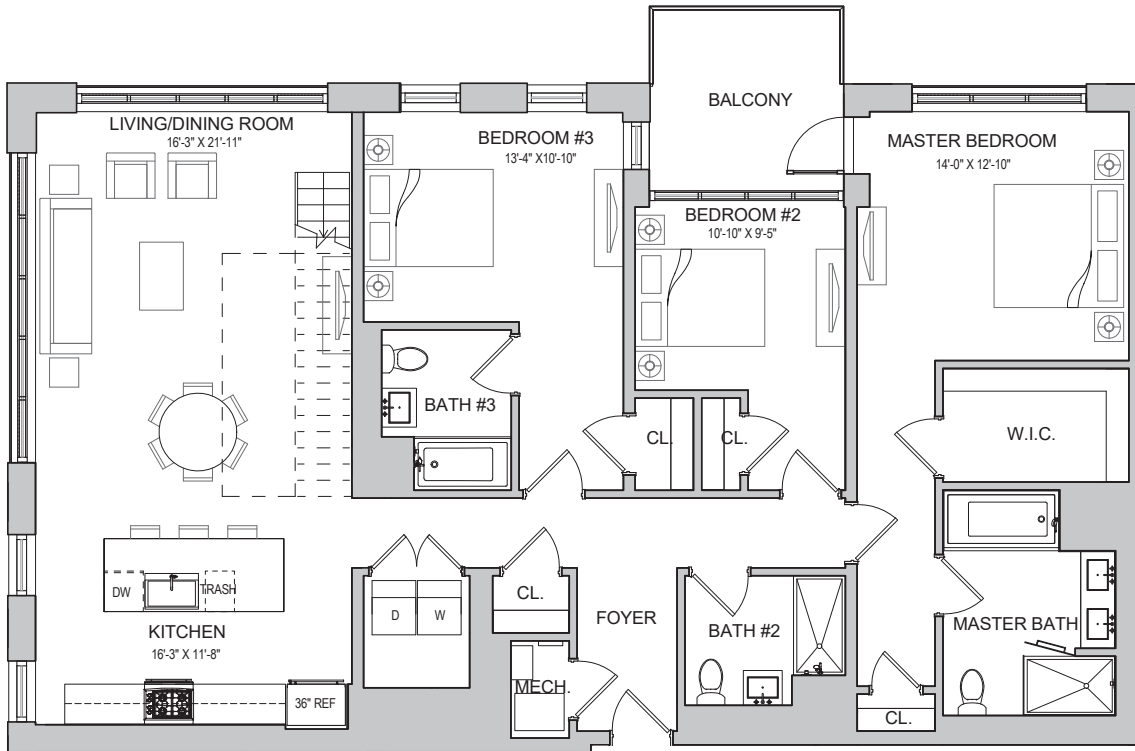 BALCONY
LIVING/DINING ROOM
16'-3" X 21'-11"
BEDROOM #3
13'-4" X10'-10"
MASTER BEDROOM
14'-0" X 12'-10"
BEDROOM #2
10'-10" X 9'-5"
BATH #3
CL.
CL.
W.I.C.
DW
TRASH
KITCHEN
16'-3" X 11'-8"
D
W
CL.
FOYER
BATH #2
MASTER BATH
MECH.
36" REF
CL.